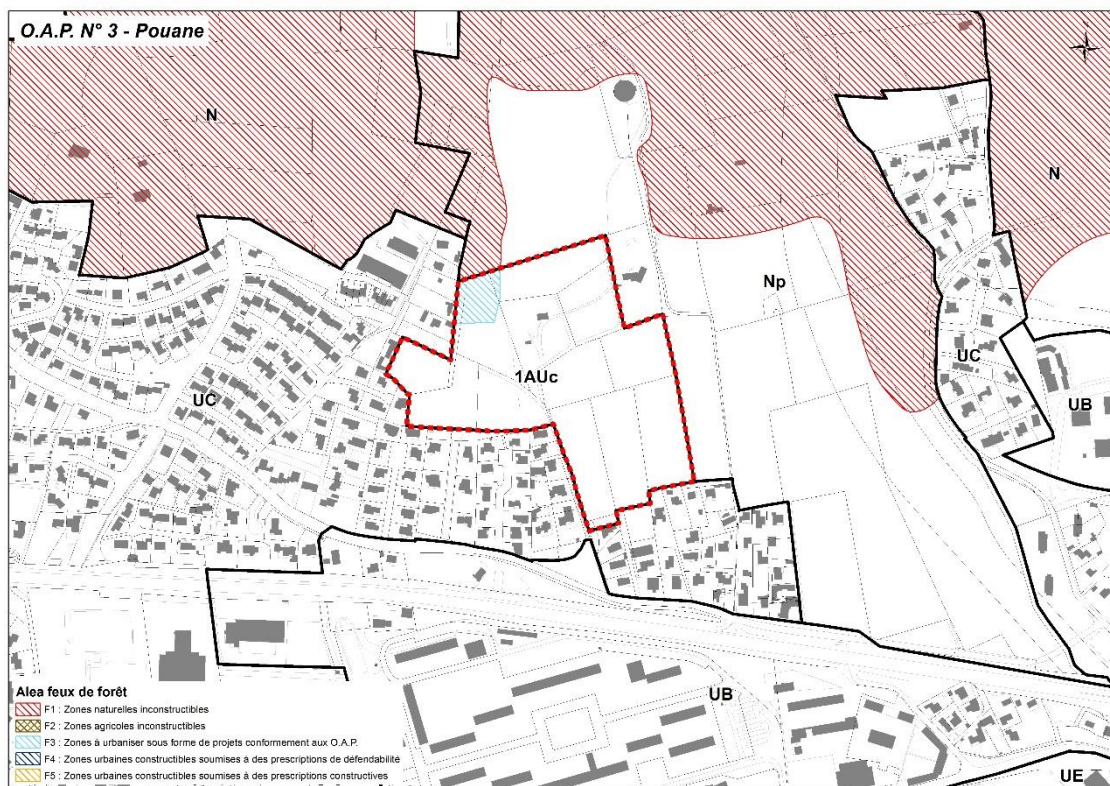 O.A.P. N° 3 - Pouane
N
N
Np
1AUc
UC
UC
UB
UB
UE
Alea feux de forêt
F1 : Zones naturelles inconstructibles
F2 : Zones agricoles inconstructibles
F3 : Zones à urbaniser sous forme de projets conformement aux O.A.P.
F4 : Zones urbaines constructibles soumises à des prescriptions de défendabilité
F5 : Zones urbaines constructibles soumises à des prescriptions constructives